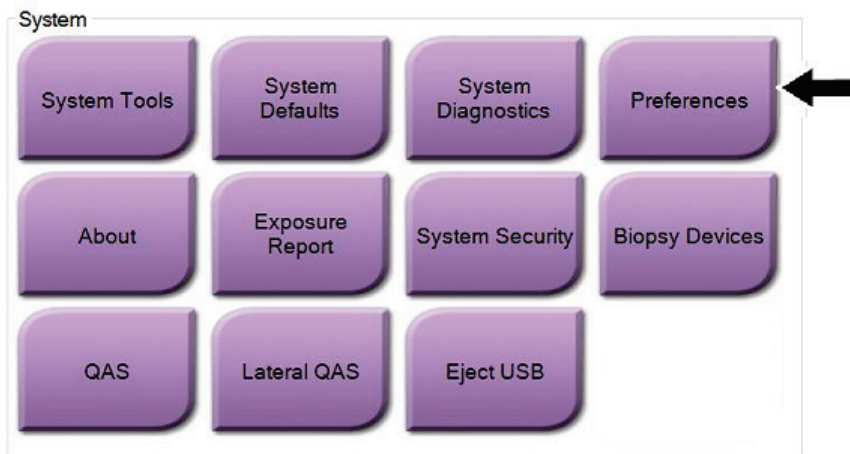 System
System Tools
System
Defaults
System
Diagnostics
Preferences
About
Exposure
Report
System Security
Biopsy Devices
QAS
Lateral QAS
Eject USB